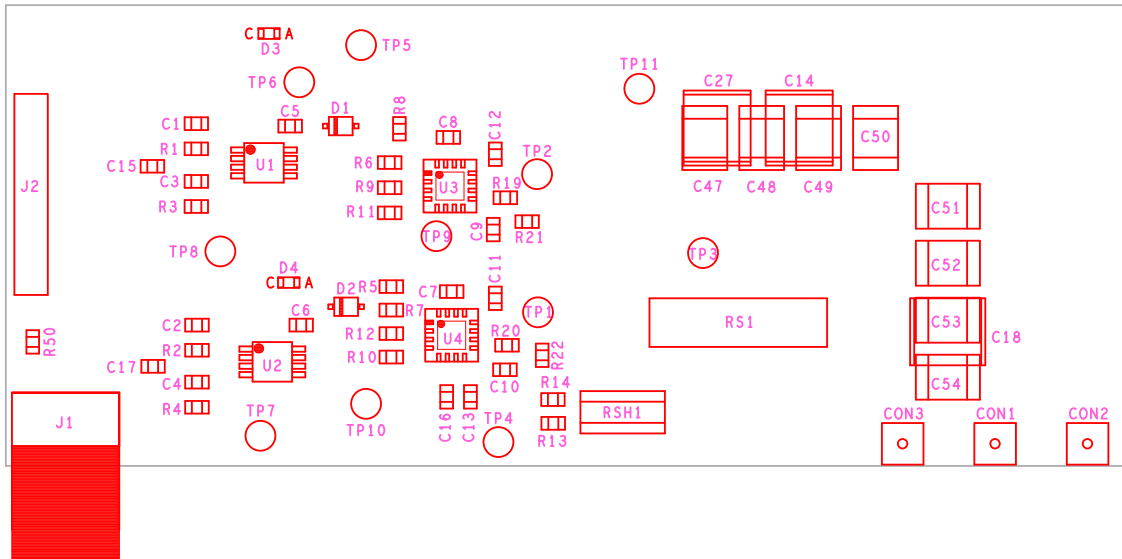 C A
D3
TP5
TP11
TP6
C27
C14
C5
D1
R8
C8
C12
C1
R1
C15
U1
R6
TP2
C50
C3
R9
U3
R19
C47
C48
C49
J2
R3
R11
C9
R21
C51
TP9
TP8
TP3
C52
D4
C A
R5
D2
C7
C11
C6
R7
TP1
C2
R12
U4
R20
RS1
C53
C18
R50
R2
U2
R10
R22
C17
C10
C4
R14
C54
R4
C16
C13
TP7
TP10
TP4
R13
RSH1
CON3
CON1
CON2
J1